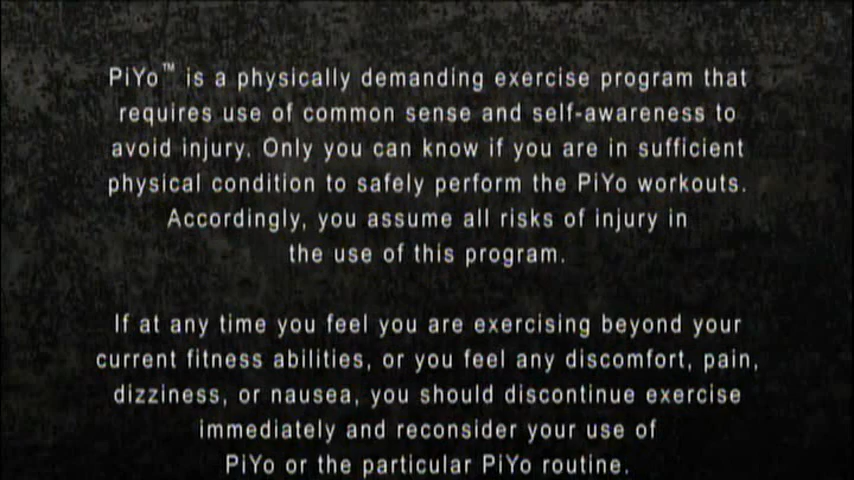 PiYo™ is a physically demanding exercise program that
requires use of common sense and self-awareness to
avoid injury. Only you can know if you are in sufficient
physical condition to safely perform the PiYo workouts.
Accordingly, you assume all risks of injury in
the use of this program.
If at any time you feel you are exercising beyond your
current fitness abilities, or you feel any discomfort, pain,
dizziness, or nausea, you should discontinue exercise
immediately and reconsider your use of
PiYo or the particular PiYo routine.